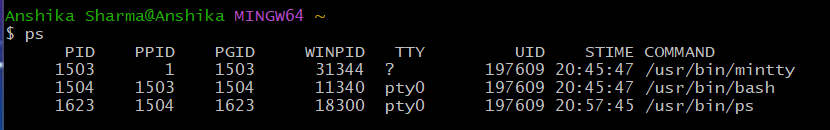 Anshika Sharma@Anshika MINGW64 ~
$ ps
      PID    PPID    PGID     WINPID   TTY         UID    STIME COMMAND
     1503       1    1503      31344  ?         197609 20:45:47 /usr/bin/mintty
     1504    1503    1504      11340  pty0      197609 20:45:47 /usr/bin/bash
     1623    1504    1623      18300  pty0      197609 20:57:45 /usr/bin/ps